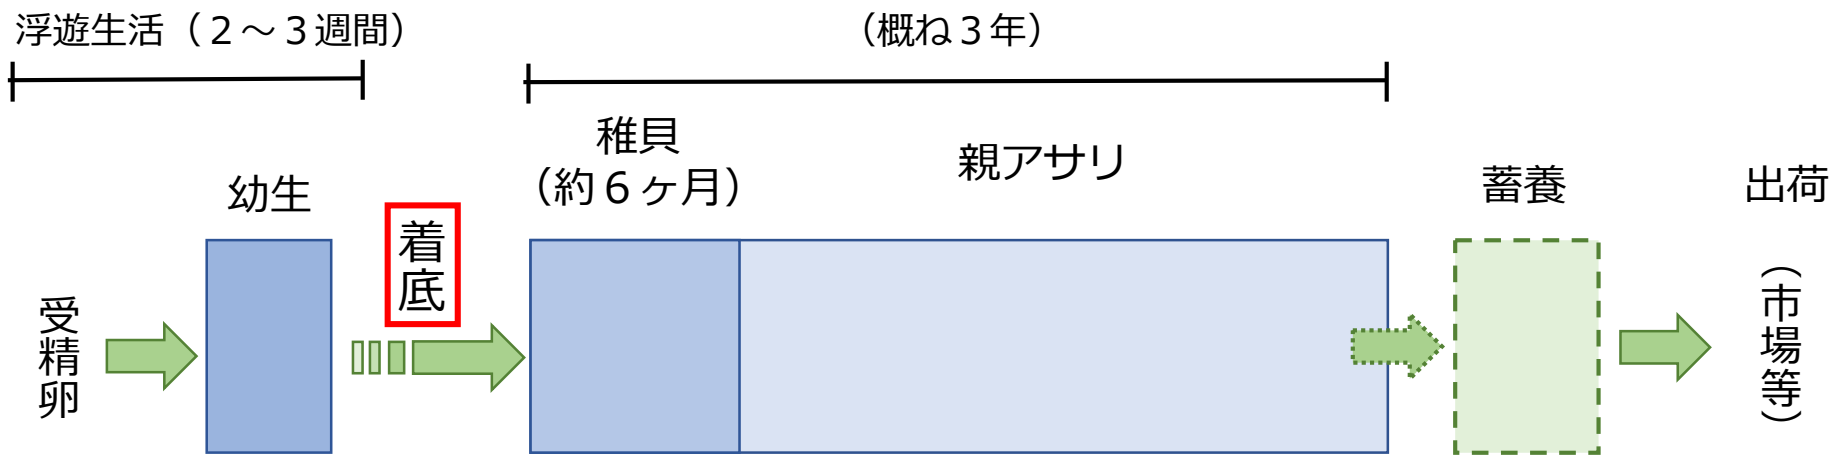 浮遊生活（２～３週間）
（概ね３年）
稚貝
（約６ヶ月）
親アサリ
幼生
着底
受精卵
蓄養
出荷
（市場等）